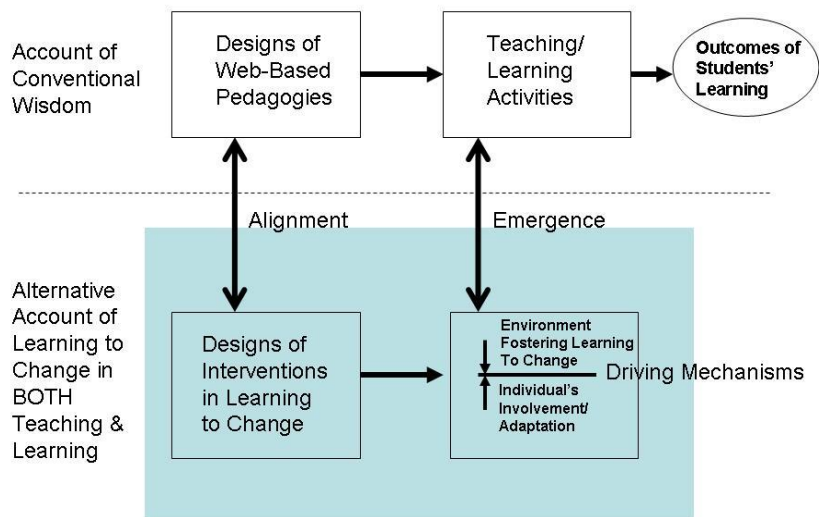 Account of
Conventional
Wisdom
Designs of
Web-Based
Pedagogies
Teaching/
Learning
Activities
Outcomes of
Students'
Learning
Alignment
Emergence
Alternative
Account of
Learning to
Change in
BOTH
Teaching &
Learning
Designs of
Interventions
in Learning
to Change
Environment
Fostering Learning
To Change
Driving Mechanisms
Individual's
Involvement/
Adaptation